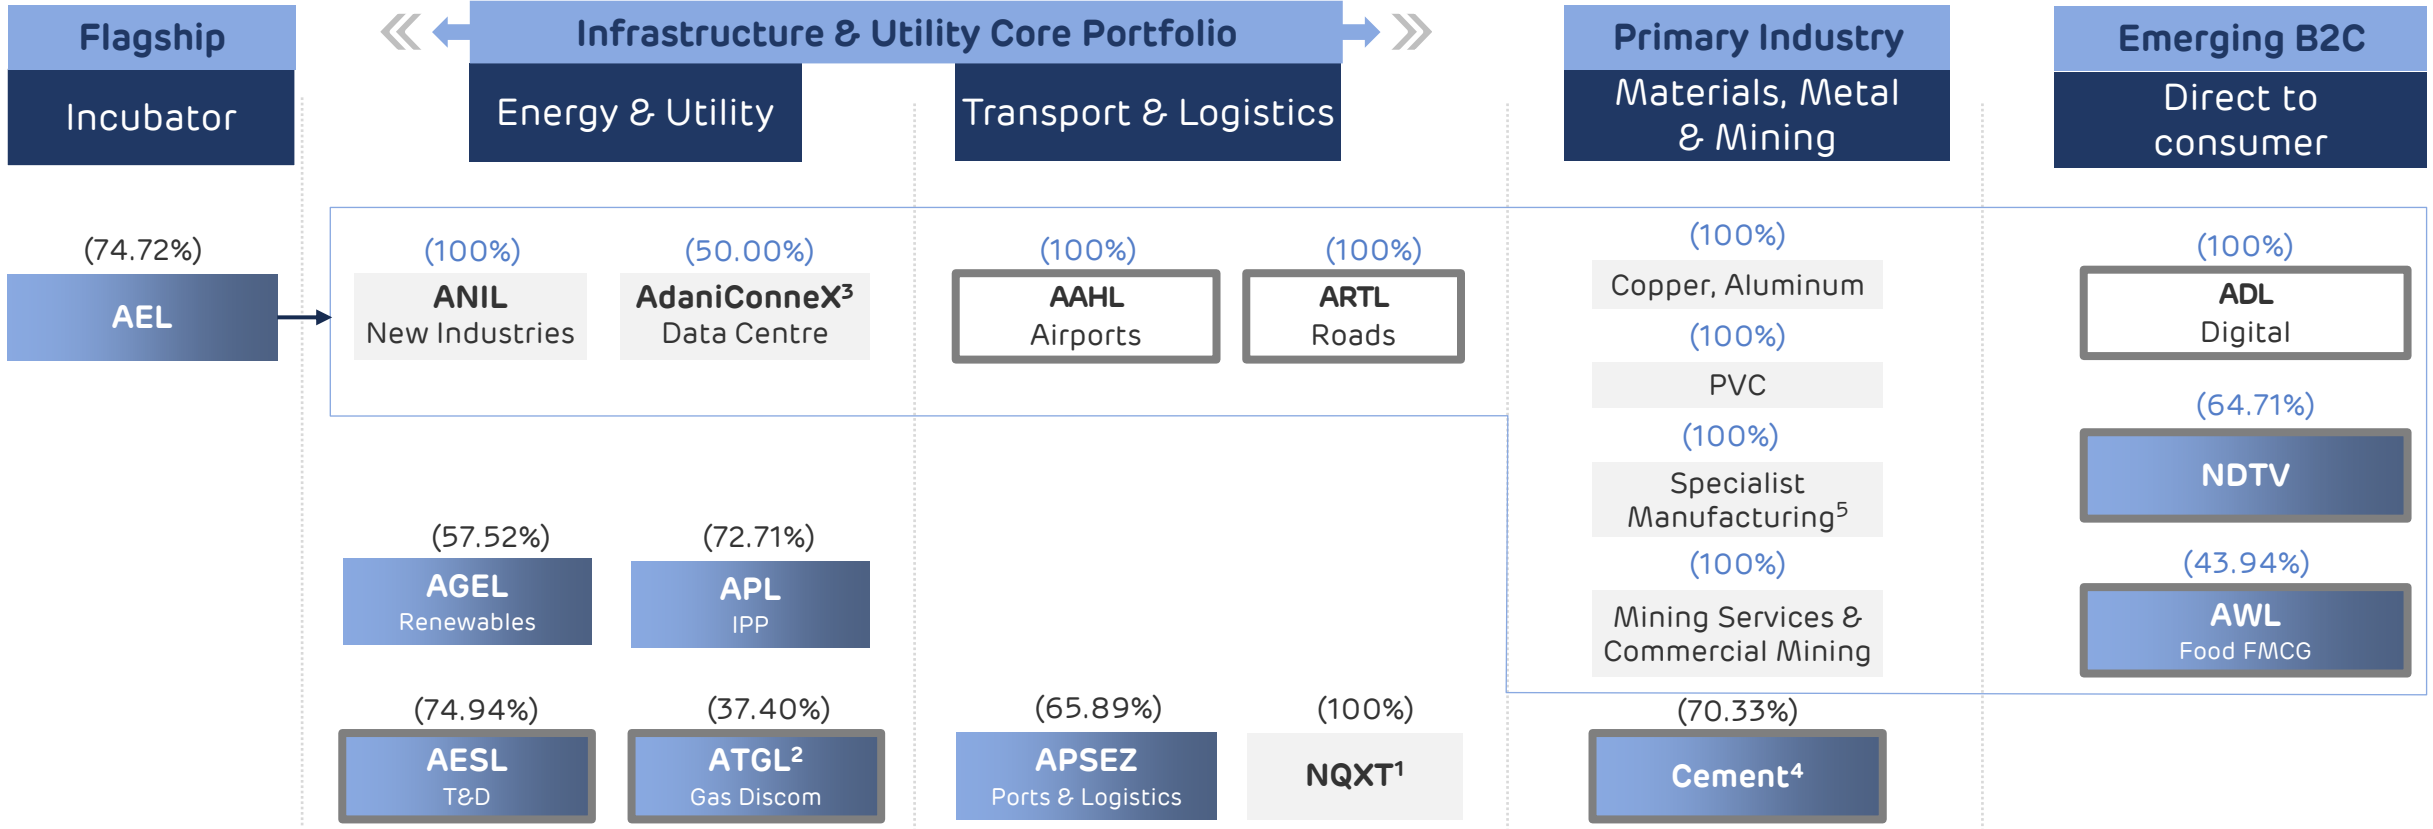 Flagship
Incubator
Infrastructure & Utility Core Portfolio
Energy & Utility
Transport & Logistics
Primary Industry
Materials, Metal
& Mining
Emerging B2C
Direct to
consumer
(74.72%)
AEL
(100%)
ANIL
New Industries
(50.00%)
AdaniConneX³
Data Centre
(100%)
AAHL
Airports
(100%)
ARTL
Roads
(100%)
Copper, Aluminum
(100%)
PVC
(100%)
Specialist
Manufacturing⁵
(100%)
Mining Services &
Commercial Mining
(100%)
ADL
Digital
(64.71%)
NDTV
(43.94%)
AWL
Food FMCG
(57.52%)
AGEL
Renewables
(72.71%)
APL
IPP
(74.94%)
AESL
T&D
(37.40%)
ATGL²
Gas Discom
(65.89%)
APSEZ
Ports & Logistics
(100%)
NQXT¹
(70.33%)
Cement⁴